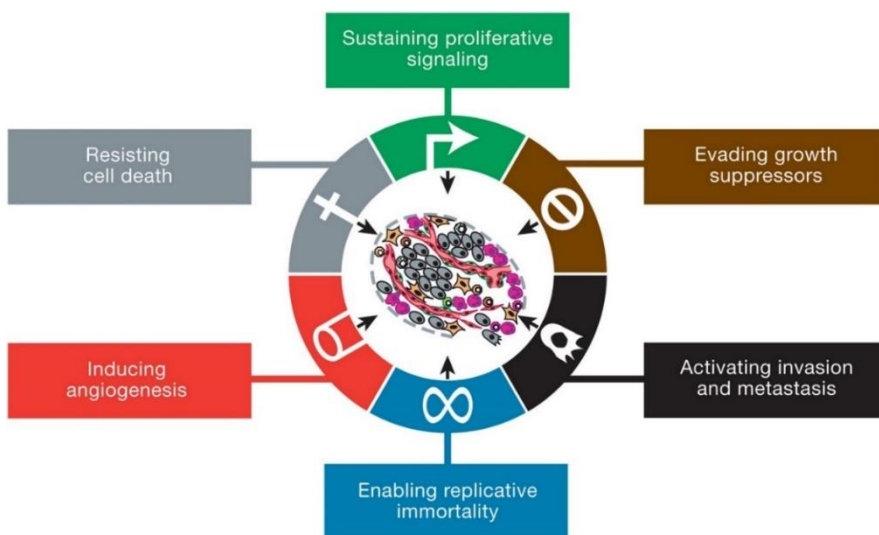 Sustaining proliferative
signaling
Resisting
cell death
Evading growth
suppressors
Inducing
angiogenesis
Activating invasion
and metastasis
Enabling replicative
immortality